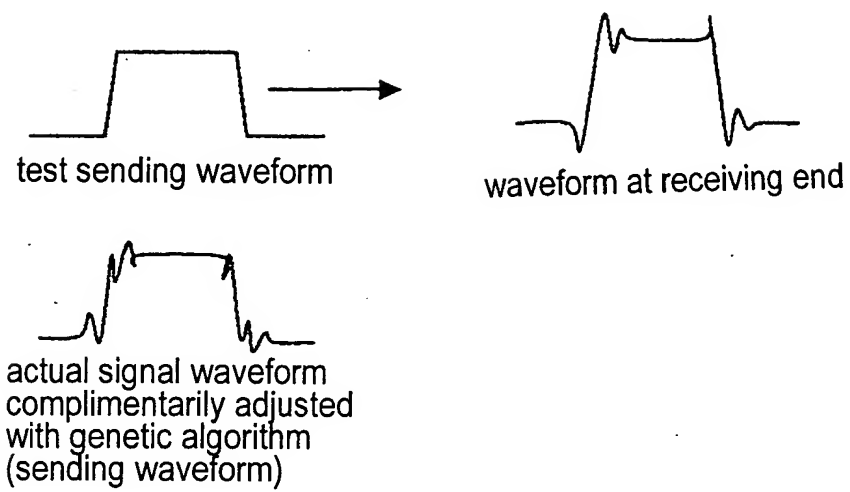 test sending waveform
waveform at receiving end
actual signal waveform
complimentarily adjusted
with genetic algorithm
(sending waveform)